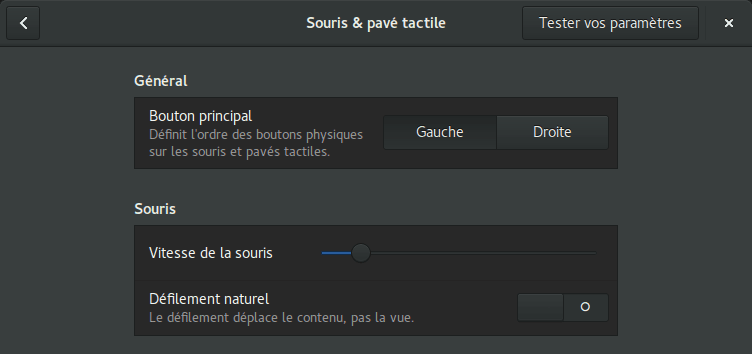 Souris & pavé tactile
Tester vos paramètres
Général
Bouton principal
Définit l'ordre des boutons physiques
sur les souris et pavés tactiles.
Gauche
Droite
Souris
Vitesse de la souris
Défilement naturel
Le défilement déplace le contenu, pas la vue.